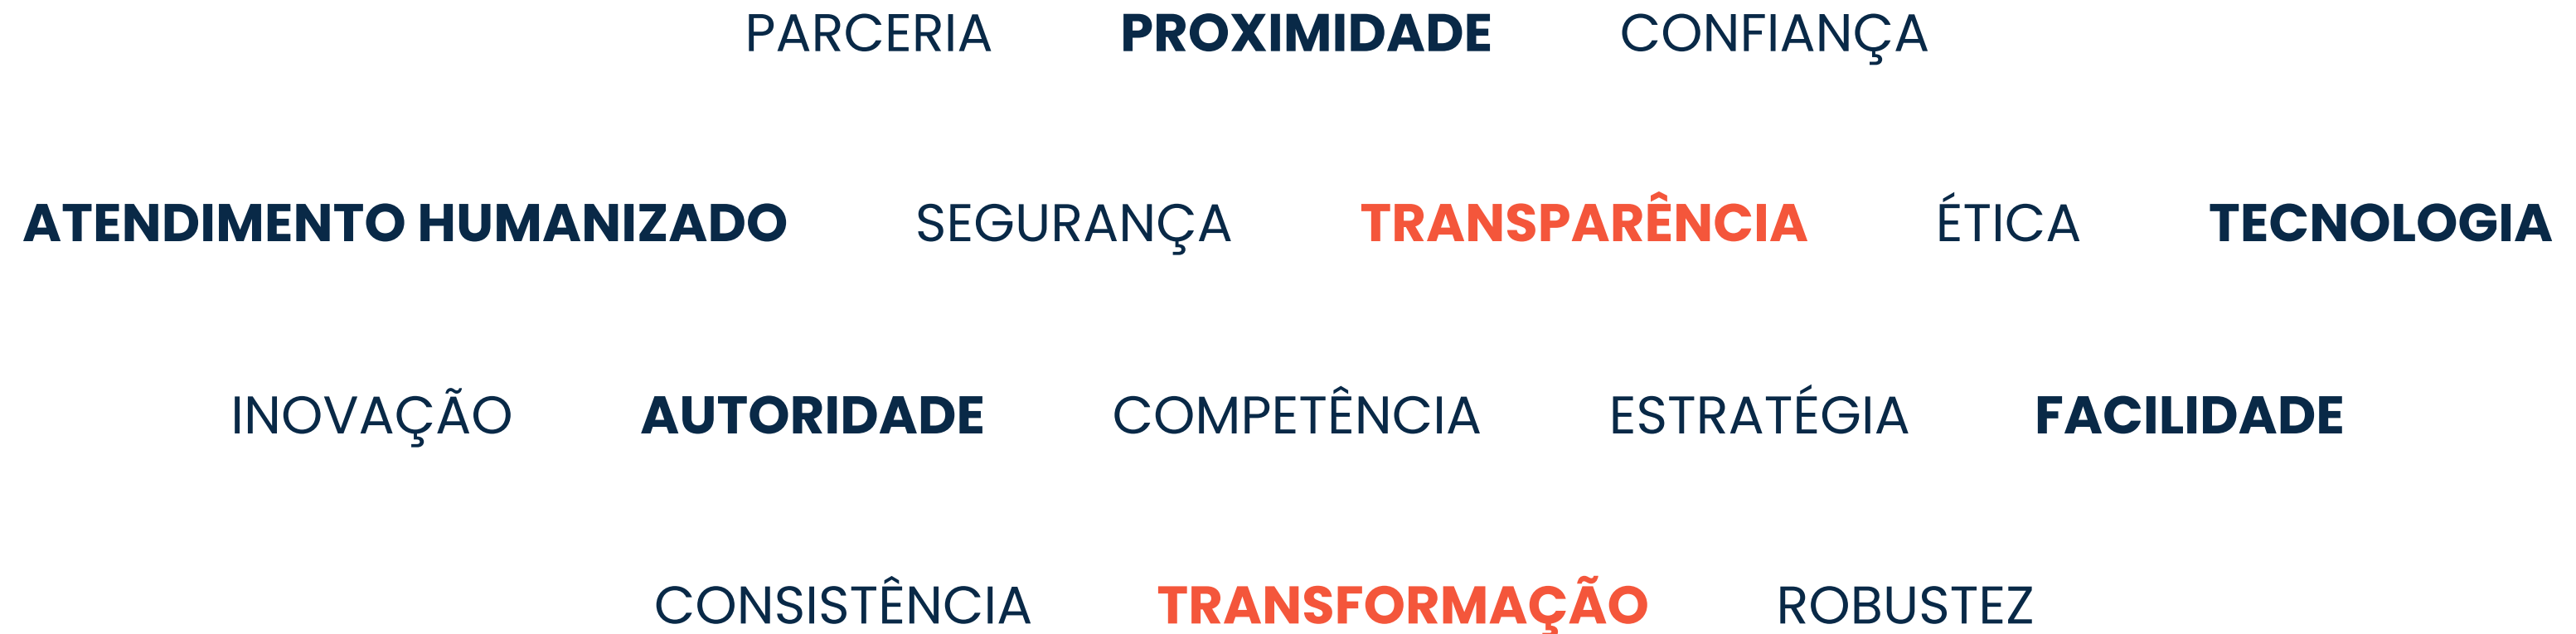 PARCERIA PROXIMIDADE CONFIANÇA
ATENDIMENTO HUMANIZADO SEGURANÇA TRANSPARÊNCIA ÉTICA TECNOLOGIA
INOVAÇÃO AUTORIDADE COMPETÊNCIA ESTRATÉGIA FACILIDADE
CONSISTÊNCIA TRANSFORMAÇÃO ROBUSTEZ